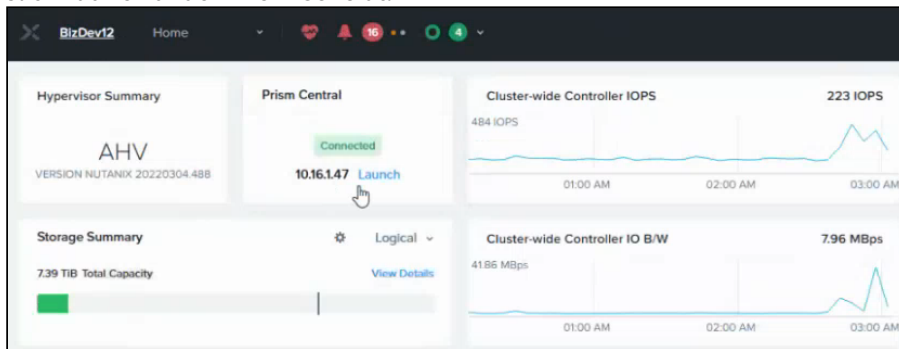 BizDev12 Home 16 4
Hypervisor Summary
AHV
VERSION NUTANIX 20220304.488
Prism Central
Connected
10.16.1.47 Launch
Cluster-wide Controller IOPS 223 IOPS
484 IOPS
01:00 AM 02:00 AM 03:00 AM
Storage Summary Logical
7.39 TiB Total Capacity View Details
Cluster-wide Controller IO B/W 7.96 MBps
41.86 MBps
01:00 AM 02:00 AM 03:00 AM